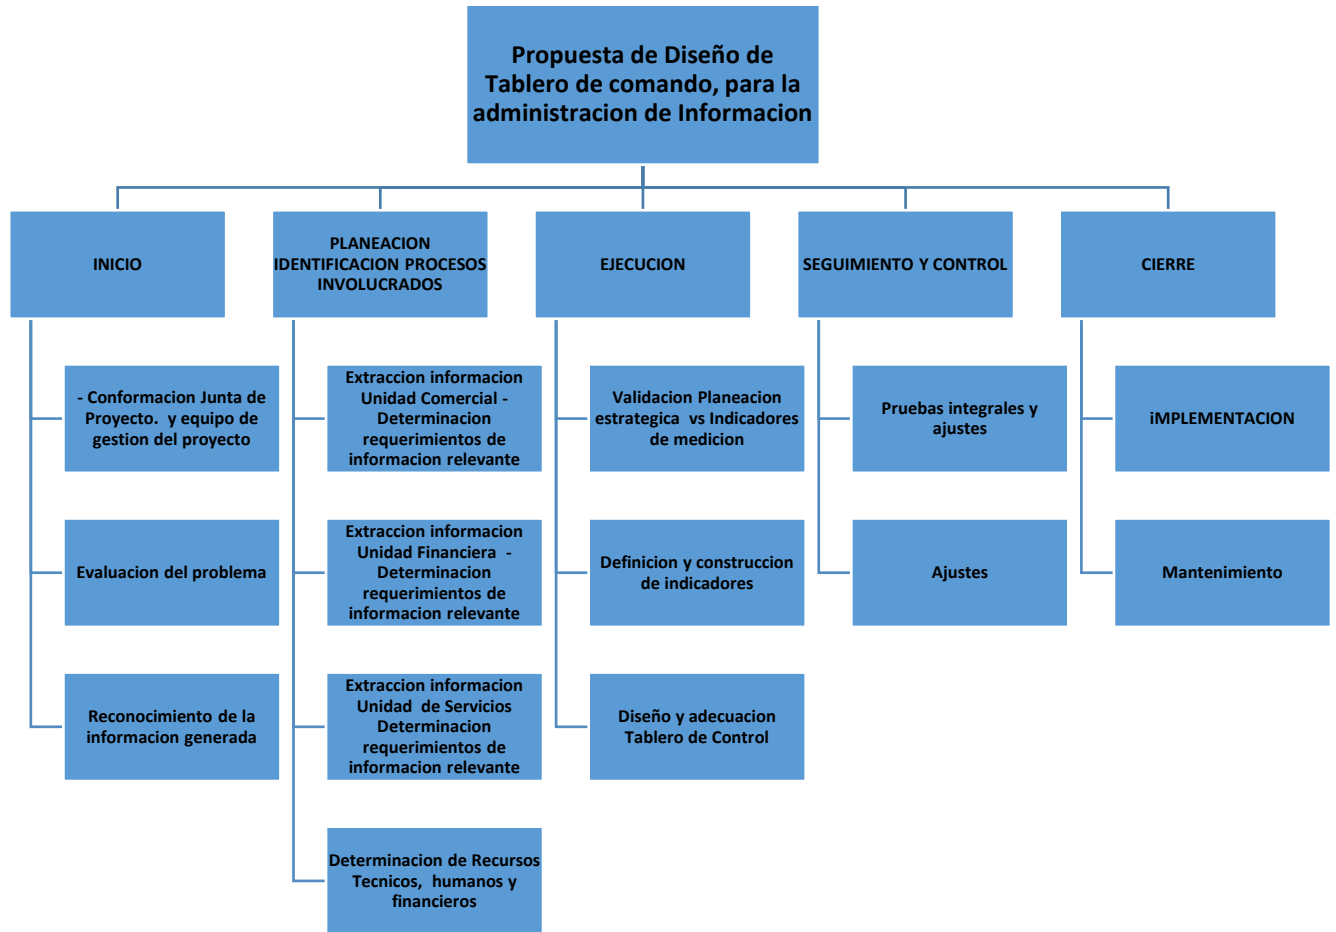 Propuesta de Diseño de
Tablero de comando, para la
administracion de Informacion
INICIO
PLANEACION
IDENTIFICACION PROCESOS
INVOLUCRADOS
EJECUCION
SEGUIMIENTO Y CONTROL
CIERRE
- Conformacion Junta de
Proyecto. y equipo de
gestion del proyecto
Extraccion informacion
Unidad Comercial -
Determinacion
requerimientos de
informacion relevante
Validacion Planeacion
estrategica vs Indicadores
de medicion
Pruebas integrales y
ajustes
iMPLEMENTACION
Evaluacion del problema
Extraccion informacion
Unidad Financiera -
Determinacion
requerimientos de
informacion relevante
Definicion y construccion
de indicadores
Ajustes
Mantenimiento
Reconocimiento de la
informacion generada
Extraccion informacion
Unidad de Servicios
Determinacion
requerimientos de
informacion relevante
Diseño y adecuacion
Tablero de Control
Determinacion de Recursos
Tecnicos, humanos y
financieros